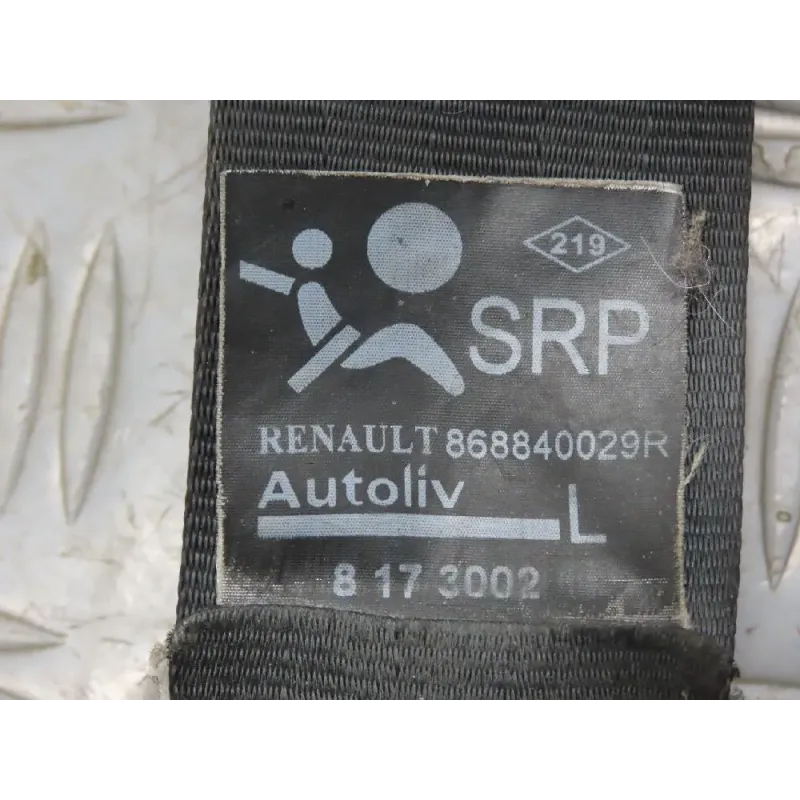 219
SRP
RENAULT 868840029R
Autoliv
L
8 17 3002